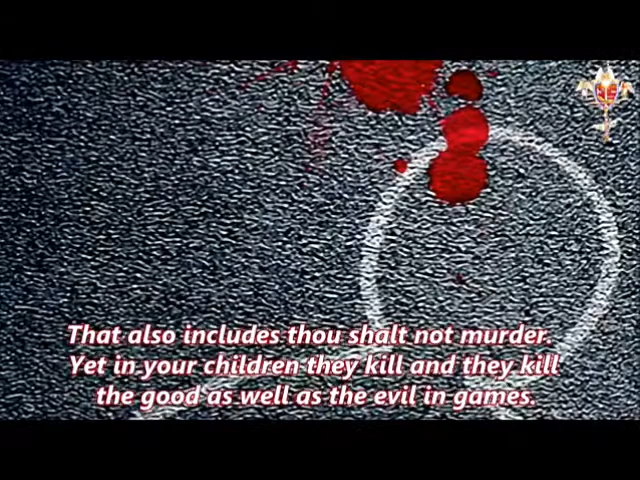 That also includes thou shalt not murder.
Yet in your children they kill and they kill
the good as well as the evil in games.